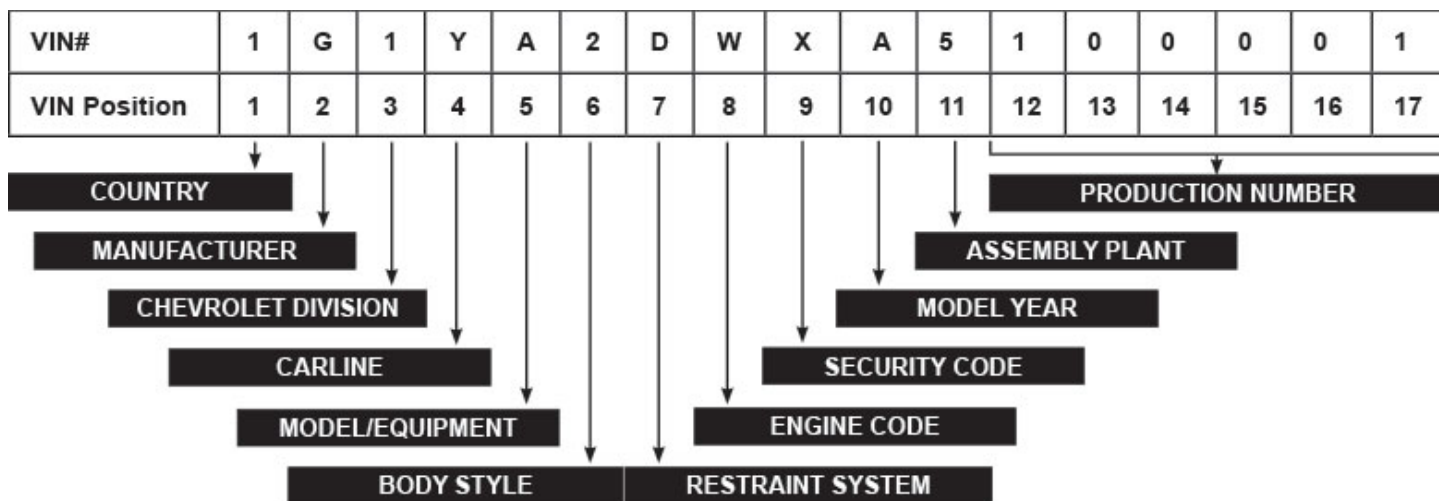 VIN# 1 G 1 Y A 2 D W X A 5 1 0 0 0 0 1
VIN Position 1 2 3 4 5 6 7 8 9 10 11 12 13 14 15 16 17
COUNTRY PRODUCTION NUMBER
MANUFACTURER ASSEMBLY PLANT
CHEVROLET DIVISION MODEL YEAR
CARLINE SECURITY CODE
MODEL/EQUIPMENT ENGINE CODE
BODY STYLE RESTRAINT SYSTEM